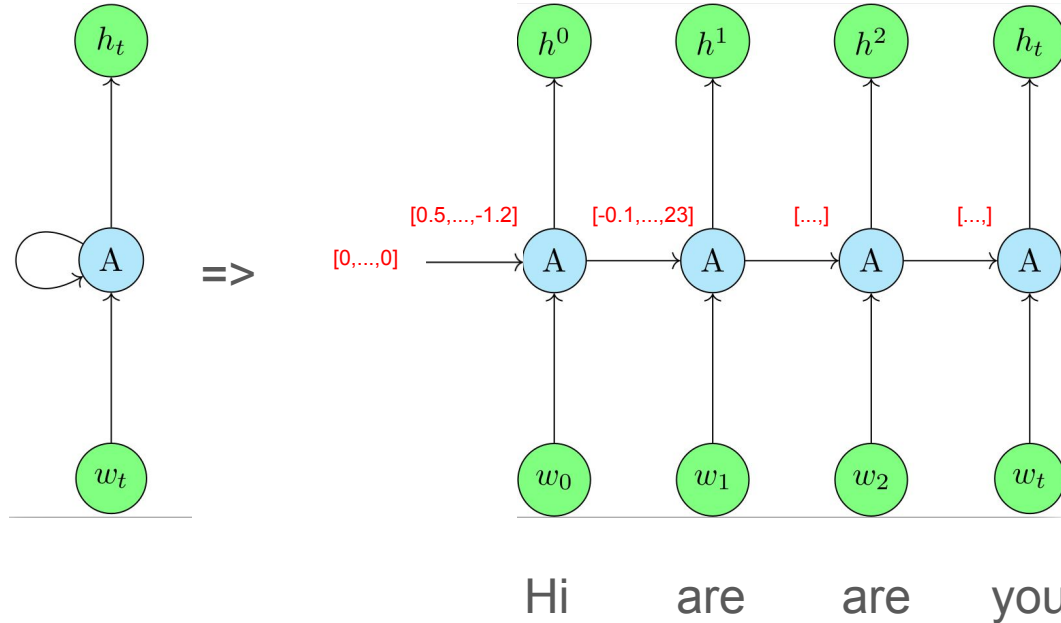 h_t h^0 h^1 h^2 h_t
[0.5,...,-1.2] [-0.1,...,23] [...,] [...,]
[0,...,0]
A => A A A A
w_t w_0 w_1 w_2 w_t
Hi are are you